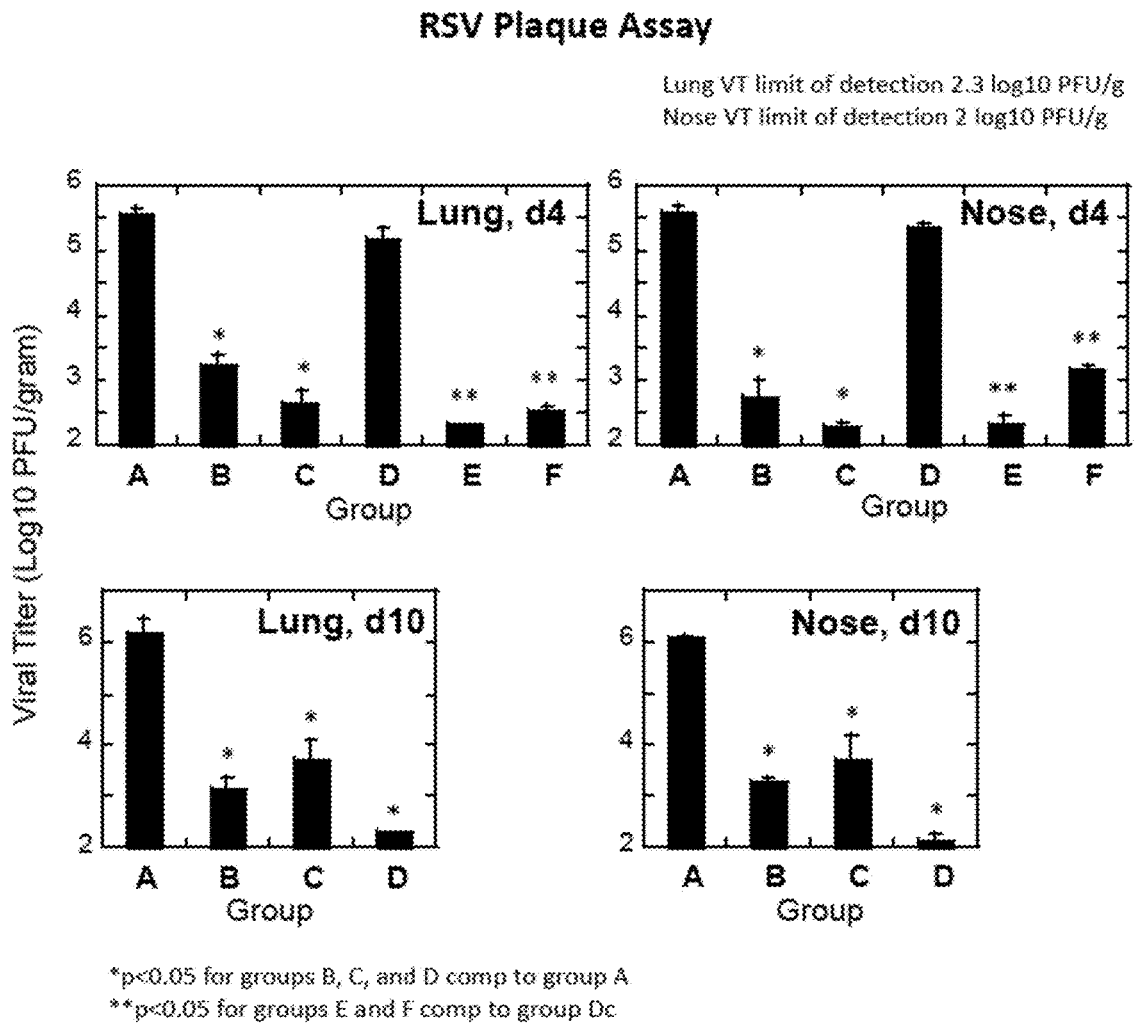 RSV Plaque Assay
Lung VT limit of detection 2.3 log10 PFU/g
Nose VT limit of detection 2 log10 PFU/g
Viral Titer (Log10 PFU/gram)
Lung, d4
6
5
4
3
2
* * ** **
A B C D E F
Group
Nose, d4
6
5
4
3
2
* * ** **
A B C D E F
Group
Lung, d10
6
4
2
* * *
A B C D
Group
Nose, d10
6
4
2
* * *
A B C D
Group
*p<0.05 for groups B, C, and D comp to group A
**p<0.05 for groups E and F comp to group Dc